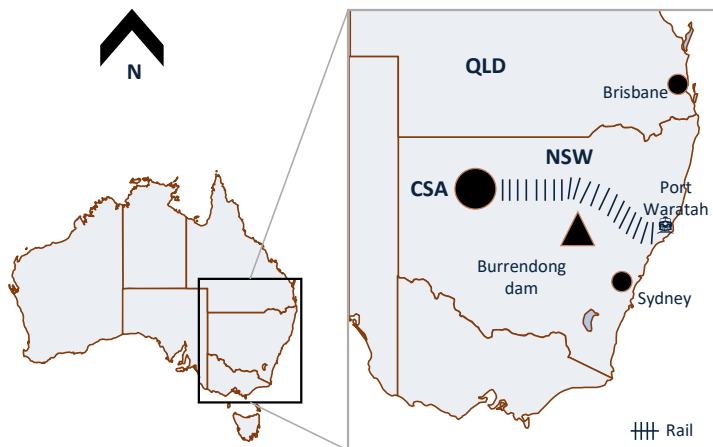 N
QLD
Brisbane
NSW
CSA
Port
Waratah
Burrendong
dam
Sydney
Rail